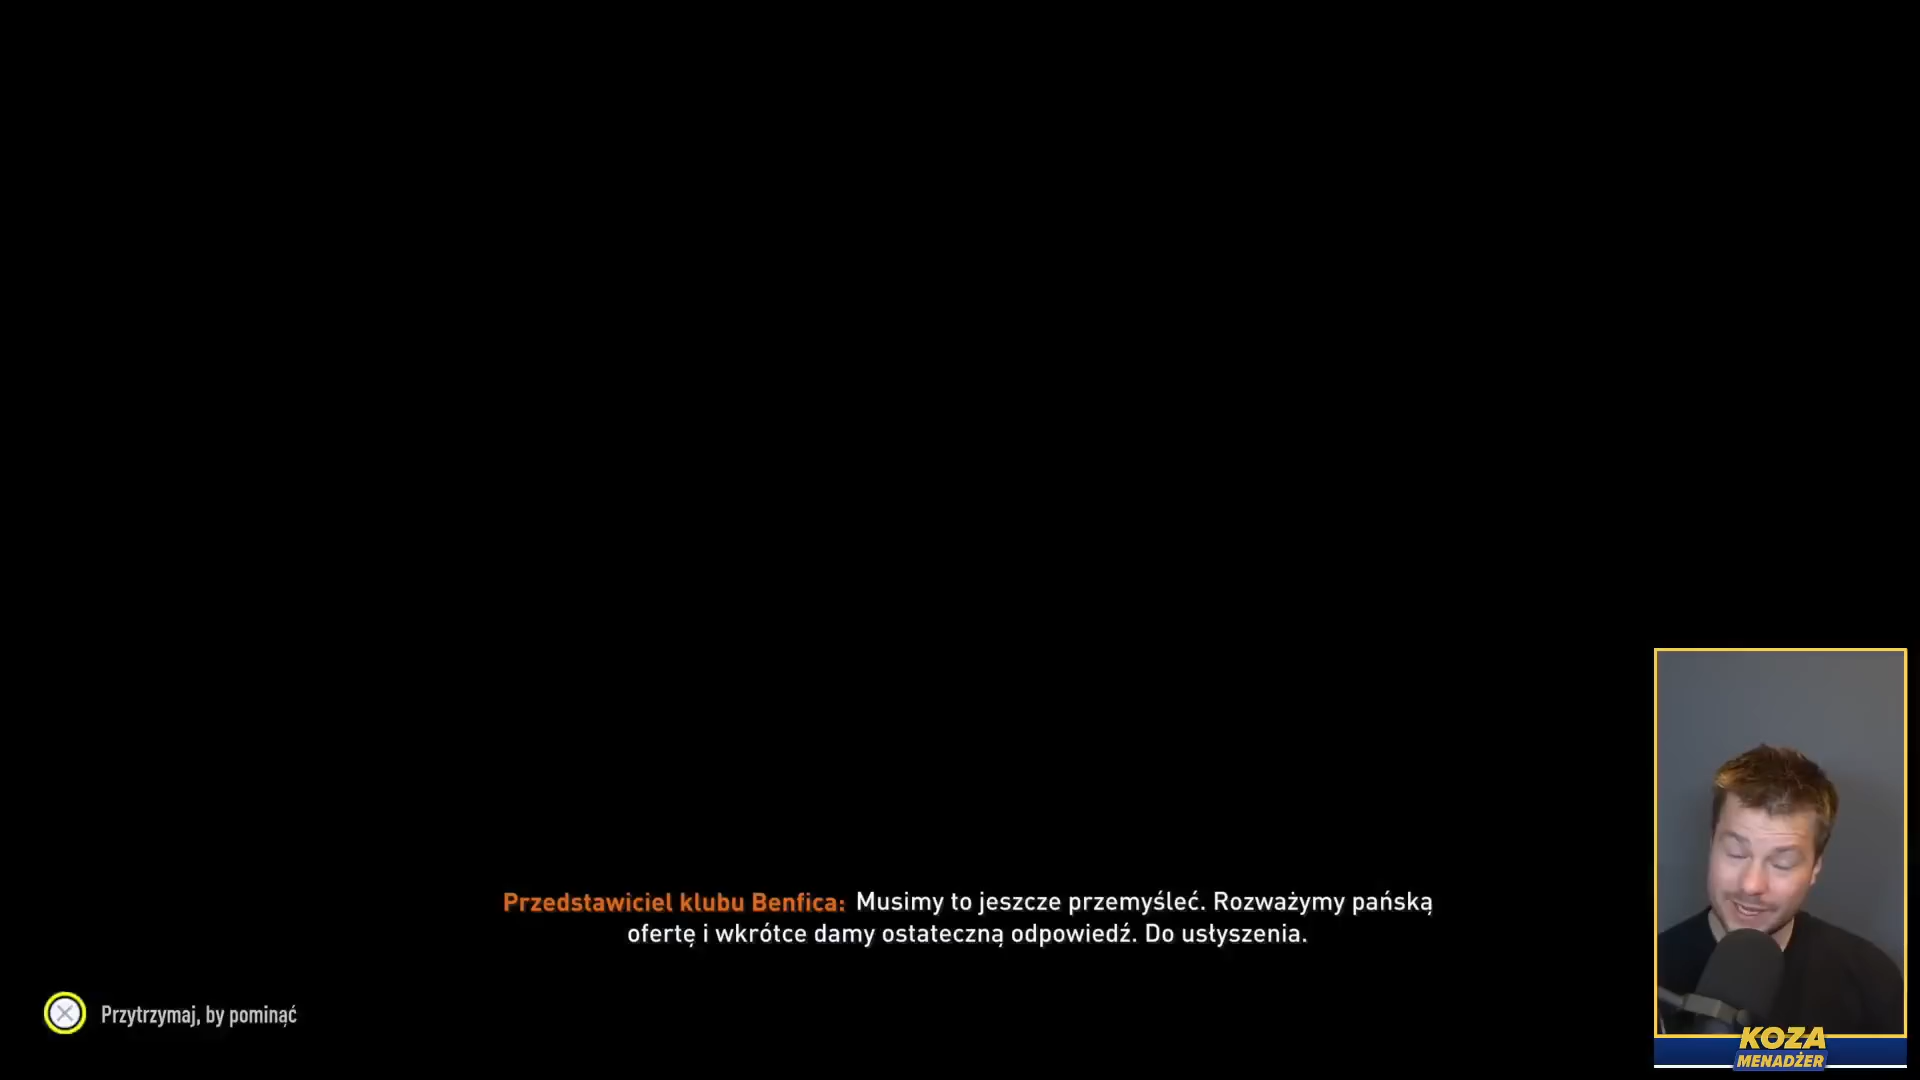 Przedstawiciel klubu Benfica: Musimy to jeszcze przemyśleć. Rozważymy pańską
ofertę i wkrótce damy ostateczną odpowiedź. Do usłyszenia.
Przytrzymaj, by pominąć
KOZA
MENADŻER